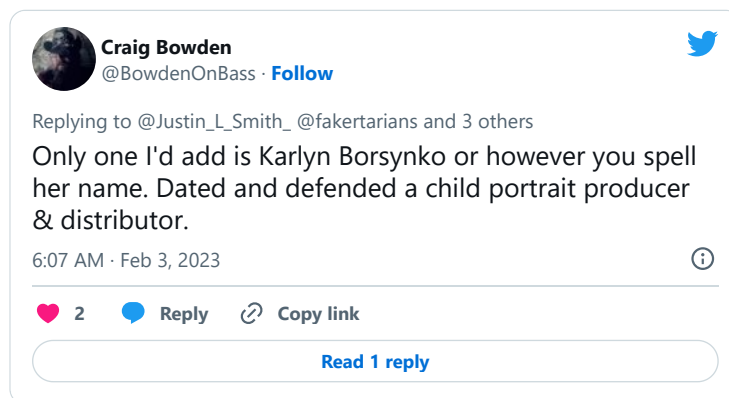 Craig Bowden
@BowdenOnBass · Follow
Replying to @Justin_L_Smith_ @fakertarians and 3 others
Only one I'd add is Karlyn Borsynko or however you spell
her name. Dated and defended a child portrait producer
& distributor.
6:07 AM · Feb 3, 2023
2 Reply Copy link
Read 1 reply